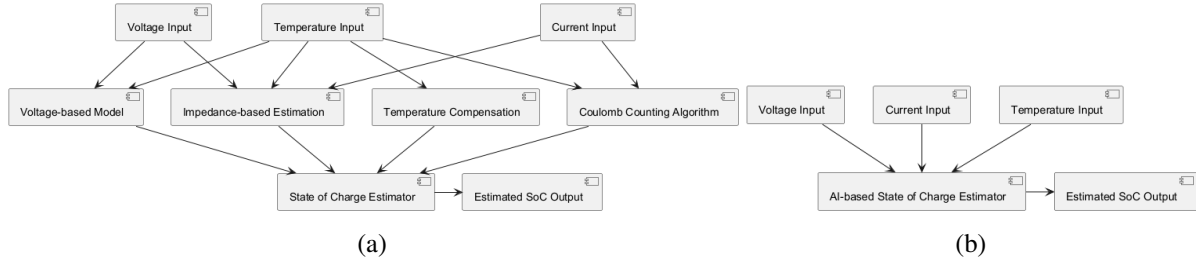 Voltage Input
Temperature Input
Current Input
Voltage-based Model
Impedance-based Estimation
Temperature Compensation
Coulomb Counting Algorithm
State of Charge Estimator
Estimated SoC Output
(a)
Voltage Input
Current Input
Temperature Input
AI-based State of Charge Estimator
Estimated SoC Output
(b)